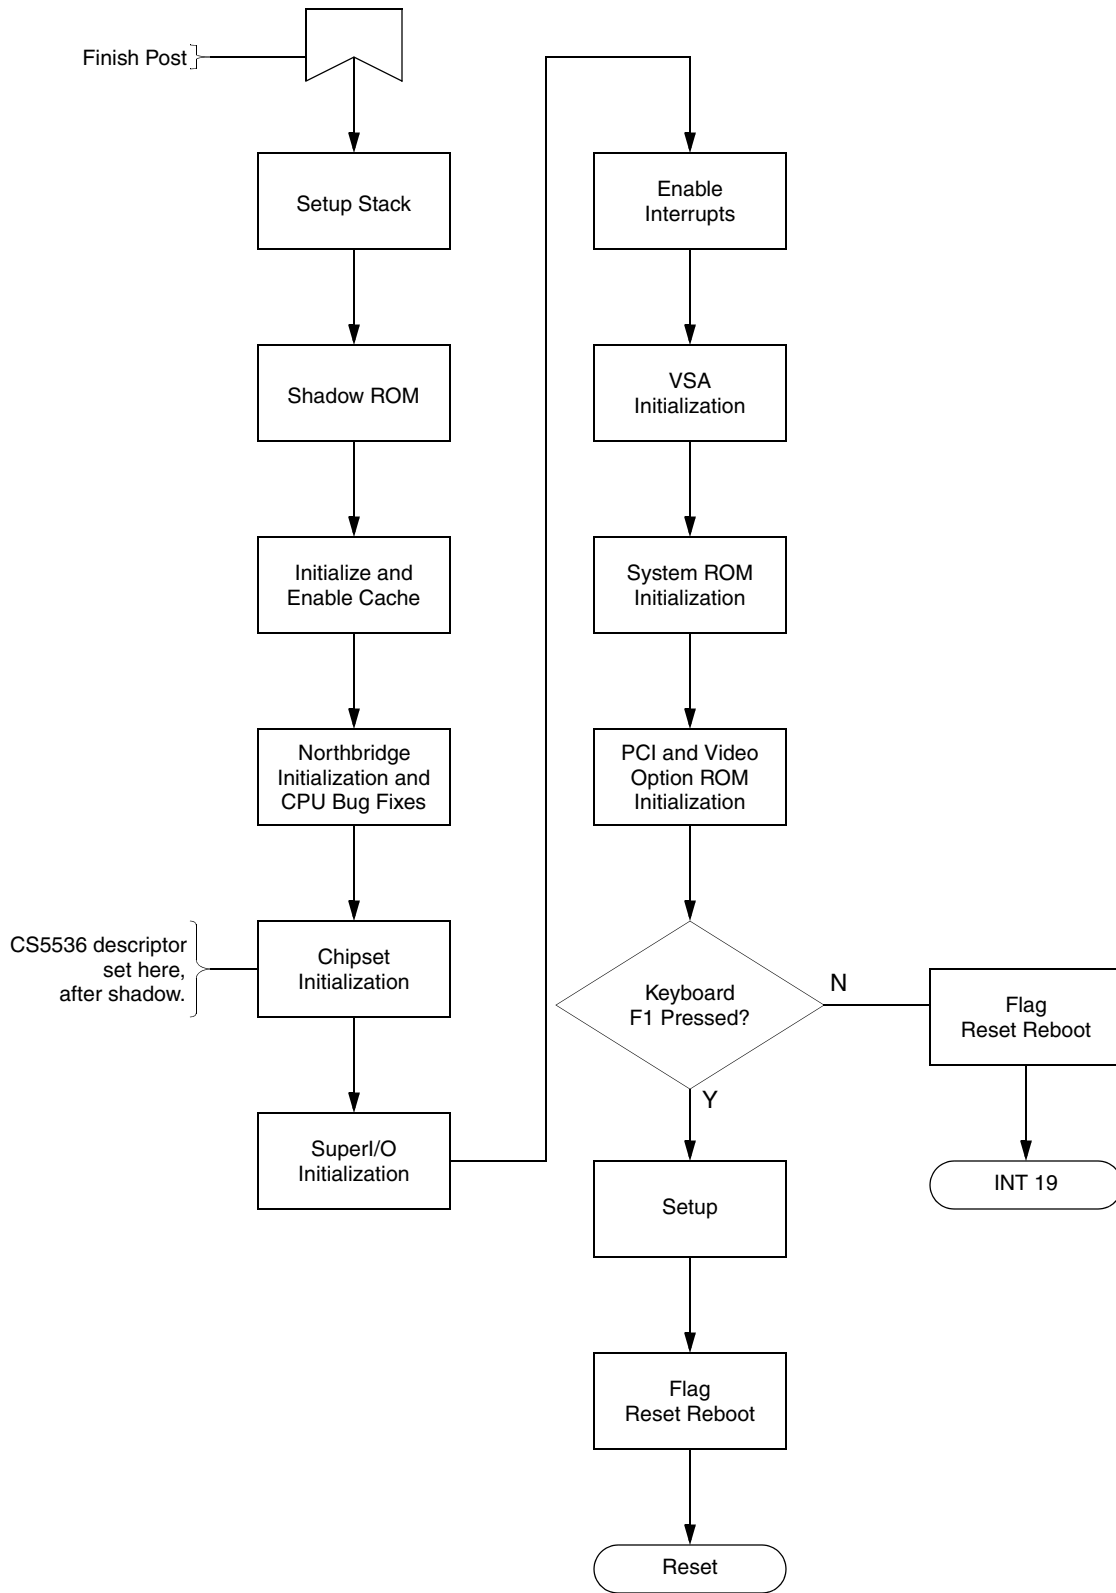 Finish Post
Setup Stack
Shadow ROM
Initialize and
Enable Cache
Northbridge
Initialization and
CPU Bug Fixes
CS5536 descriptor
set here,
after shadow.
Chipset
Initialization
SuperI/O
Initialization
Enable
Interrupts
VSA
Initialization
System ROM
Initialization
PCI and Video
Option ROM
Initialization
Keyboard
F1 Pressed?
N
Flag
Reset Reboot
INT 19
Y
Setup
Flag
Reset Reboot
Reset